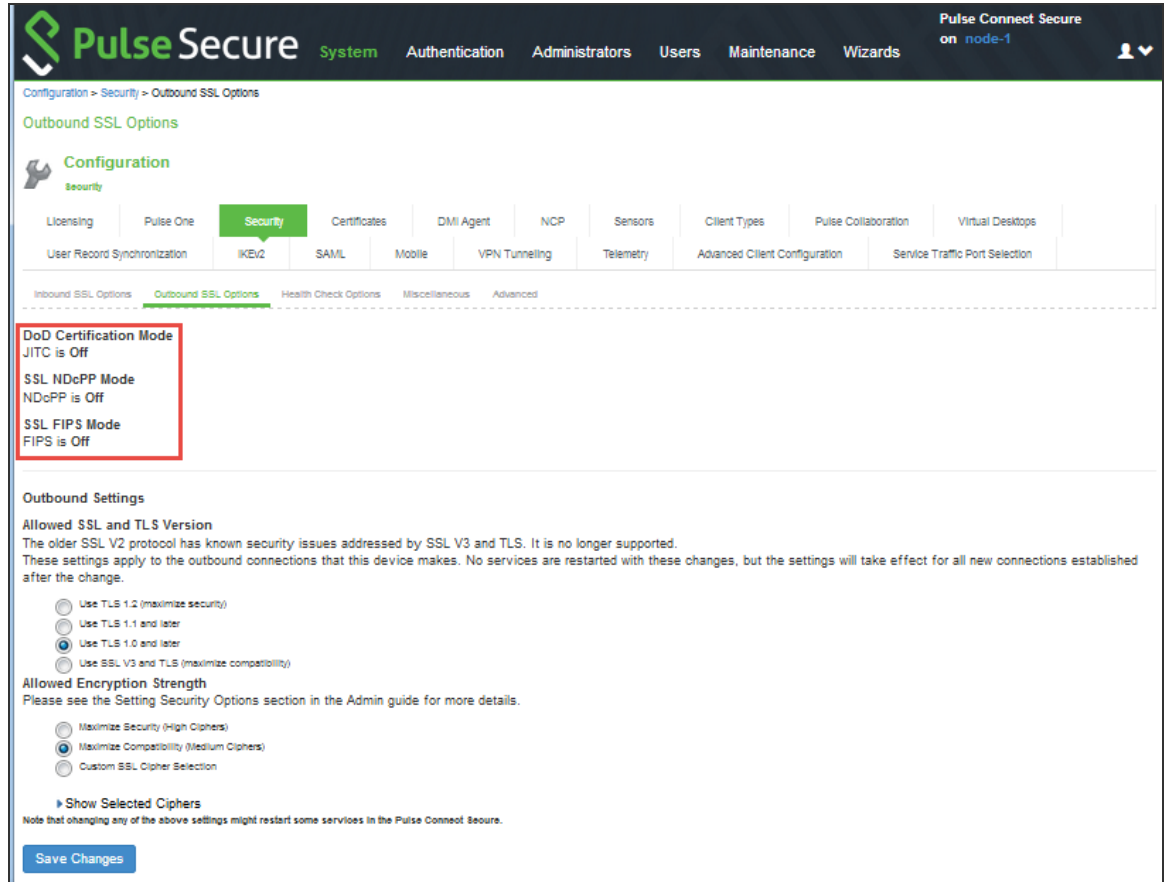 Pulse Secure
System Authentication Administrators Users Maintenance Wizards
Pulse Connect Secure
on node-1
Configuration > Security > Outbound SSL Options
Outbound SSL Options
Configuration
Security
Licensing Pulse One Security Certificates DMI Agent NCP Sensors Client Types Pulse Collaboration Virtual Desktops
User Record Synchronization IKEv2 SAML Mobile VPN Tunneling Telemetry Advanced Client Configuration Service Traffic Port Selection
Inbound SSL Options Outbound SSL Options Health Check Options Miscellaneous Advanced
DoD Certification Mode
JITC is Off
SSL NDcPP Mode
NDcPP is Off
SSL FIPS Mode
FIPS is Off
Outbound Settings
Allowed SSL and TLS Version
The older SSL V2 protocol has known security issues addressed by SSL V3 and TLS. It is no longer supported.
These settings apply to the outbound connections that this device makes. No services are restarted with these changes, but the settings will take effect for all new connections established
after the change.
Use TLS 1.2 (maximize security)
Use TLS 1.1 and later
Use TLS 1.0 and later
Use SSL V3 and TLS (maximize compatibility)
Allowed Encryption Strength
Please see the Setting Security Options section in the Admin guide for more details.
Maximize Security (High Ciphers)
Maximize Compatibility (Medium Ciphers)
Custom SSL Cipher Selection
Show Selected Ciphers
Note that changing any of the above settings might restart some services in the Pulse Connect Secure.
Save Changes